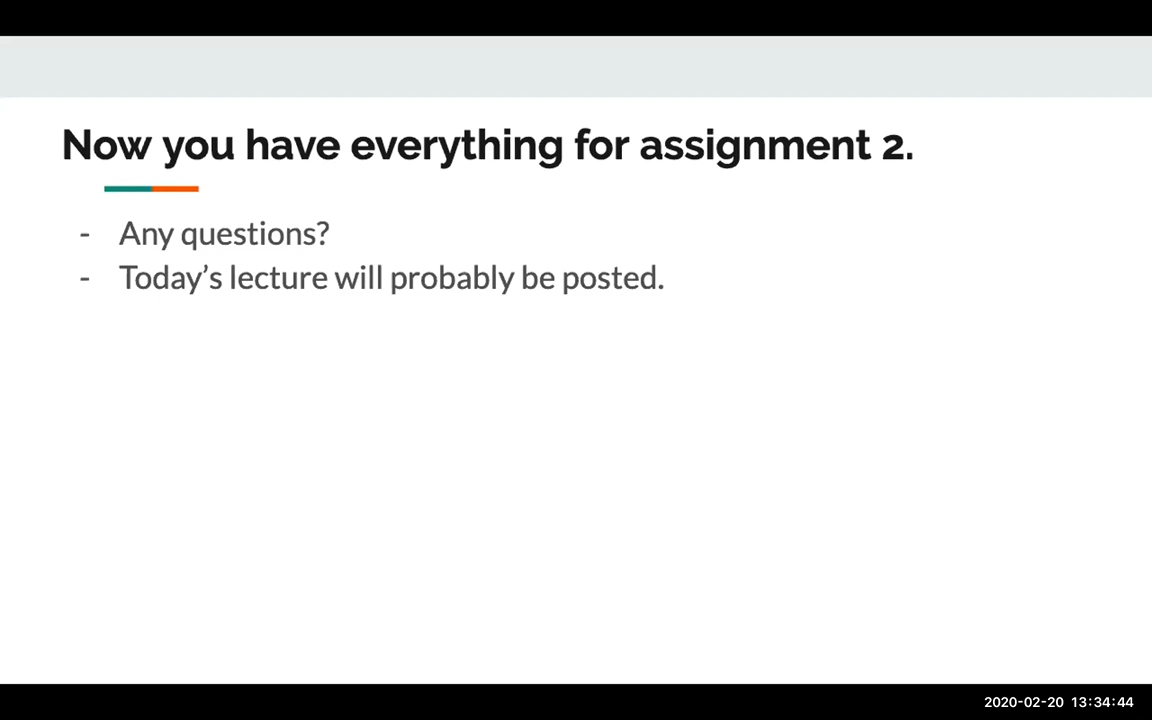 Now you have everything for assignment 2.
- Any questions?
- Today’s lecture will probably be posted.
2020-02-20 13:34:44